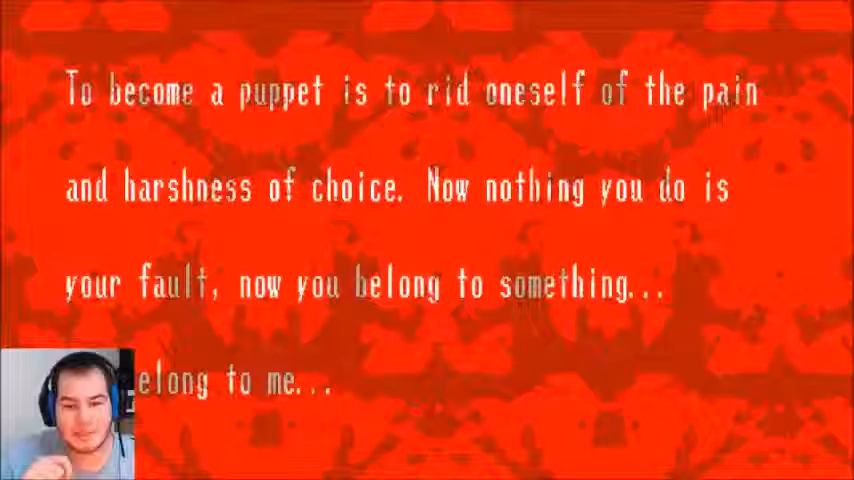 To become a puppet is to rid oneself of the pain
and harshness of choice. Now nothing you do is
your fault, now you belong to something...
elong to me...